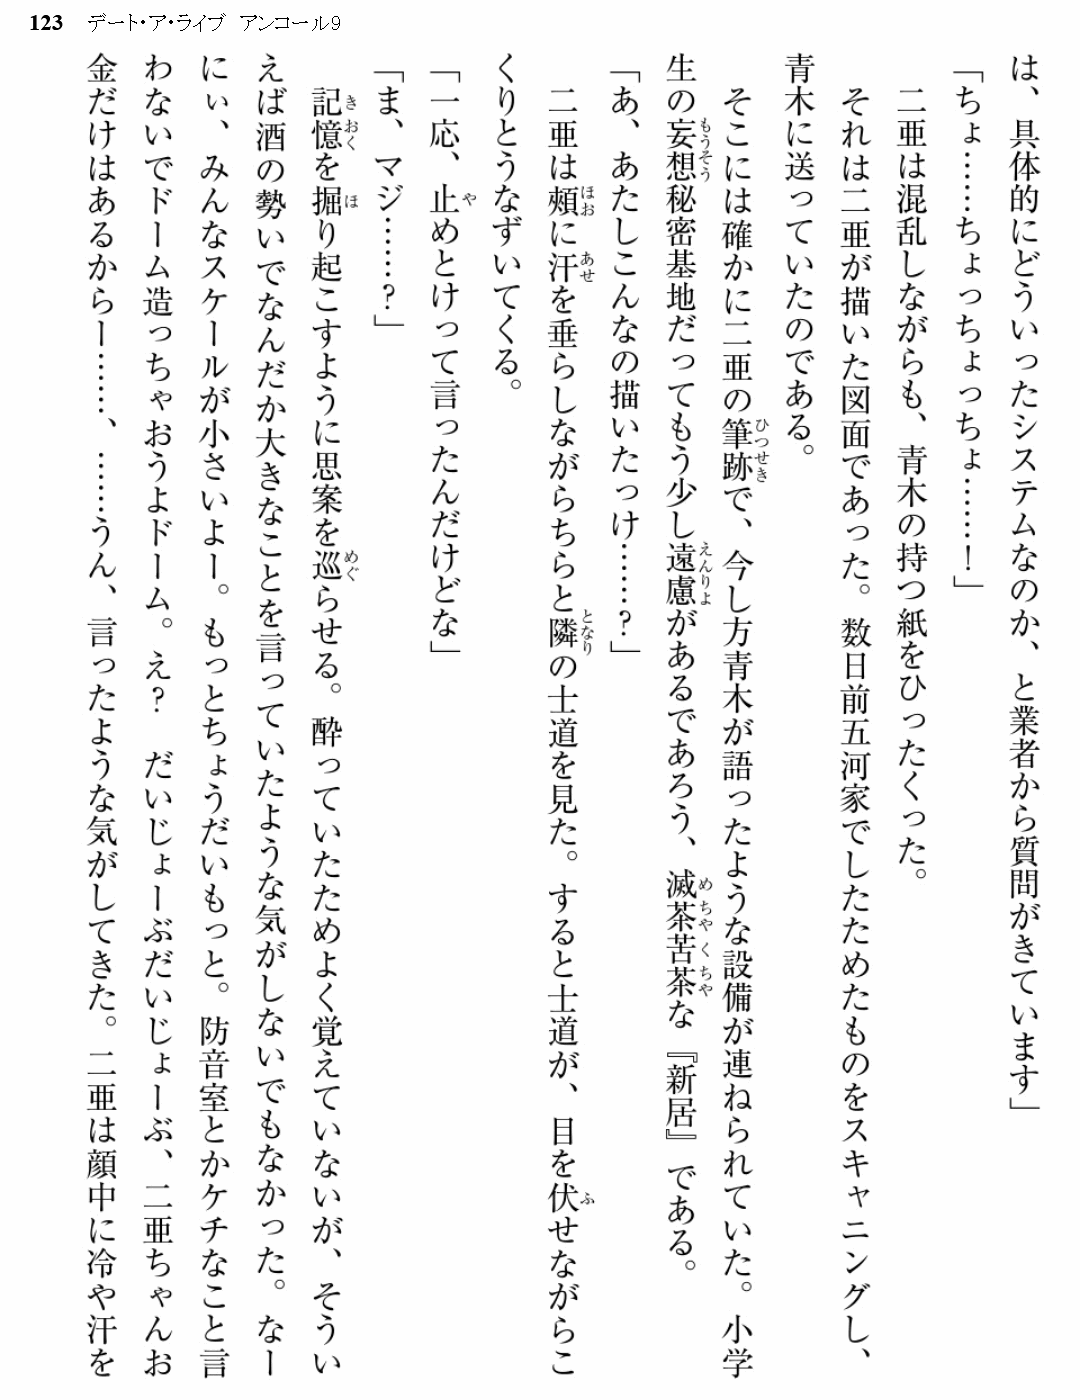 123 デート・ア・ライブ アンコール9
は、具体的にどういったシステムなのか、と業者から質問がきています」
「ちょ……ちょっちょっちょ……！」
二亜は混乱しながらも、青木の持つ紙をひったくった。
それは二亜が描いた図面であった。数日前五河家でしたためたものをスキャニングし、
青木に送っていたのである。
そこには確かに二亜の筆跡で、今し方青木が語ったような設備が連ねられていた。小学
生の妄想秘密基地だってもう少し遠慮があるであろう、滅茶苦茶な『新居』である。
「あ、あたしこんなの描いたっけ……？」
二亜は頰に汗を垂らしながらちらと隣の士道を見た。すると士道が、目を伏せながらこ
くりとうなずいてくる。
「一応、止めとけって言ったんだけどな」
「ま、マジ……？」
記憶を掘り起こすように思案を巡らせる。酔っていたためよく覚えていないが、そうい
えば酒の勢いでなんだか大きなことを言っていたような気がしないでもなかった。なー
にぃ、みんなスケールが小さいよー。もっとちょうだいもっと。防音室とかケチなこと言
わないでドーム造っちゃおうよドーム。え？　だいじょーぶだいじょーぶ、二亜ちゃんお
金だけはあるからー……、……うん、言ったような気がしてきた。二亜は顔中に冷や汗を